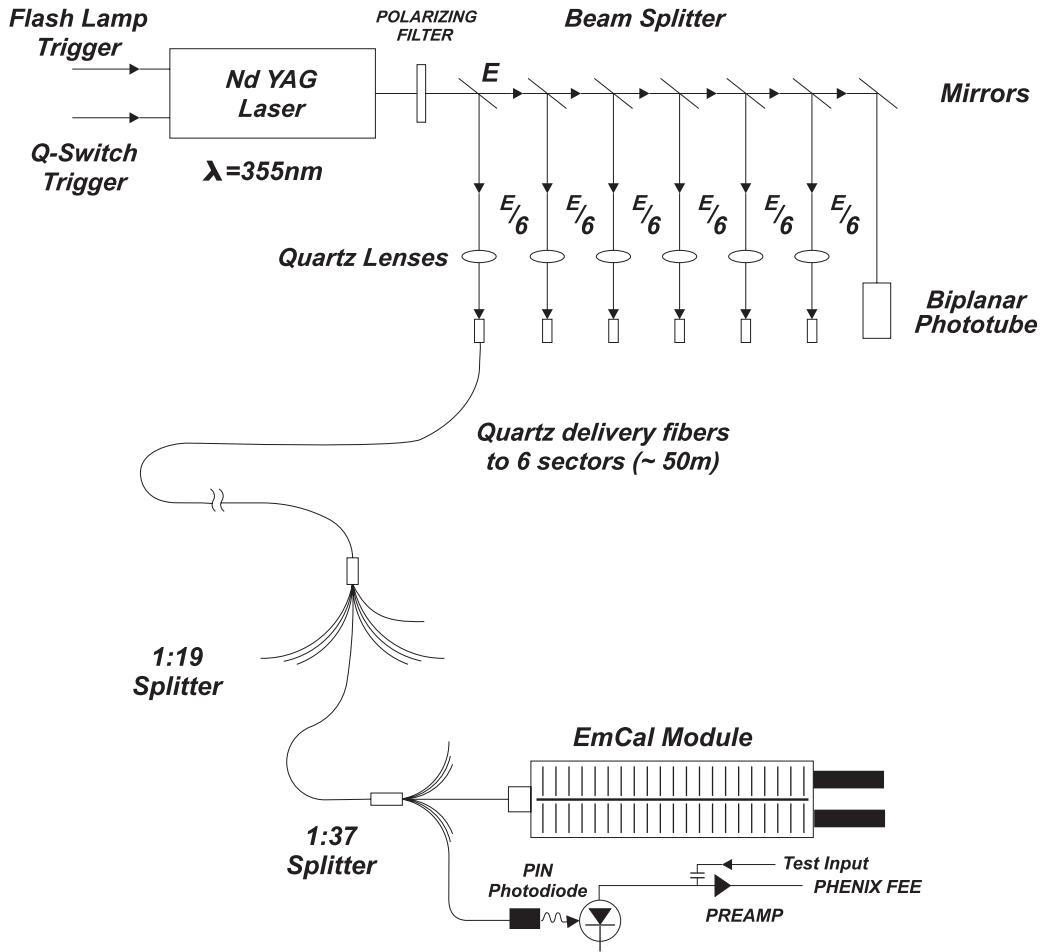 Flash Lamp
Trigger
POLARIZING
FILTER
Beam Splitter
Nd YAG
Laser
E
Mirrors
Q-Switch
Trigger
λ=355nm
E/6 E/6 E/6 E/6 E/6 E/6
Quartz Lenses
Biplanar
Phototube
Quartz delivery fibers
to 6 sectors (~ 50m)
1:19
Splitter
EmCal Module
1:37
Splitter
PIN
Photodiode
Test Input
PHENIX FEE
PREAMP